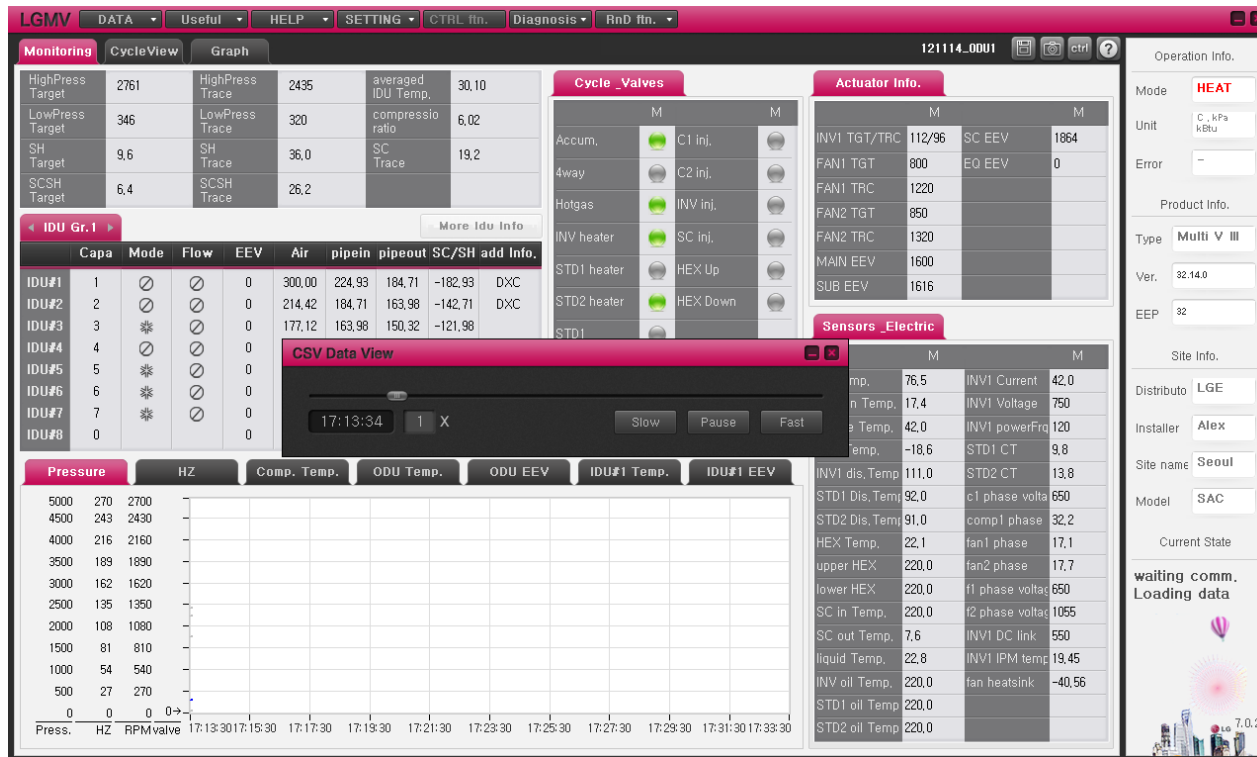 LGMV DATA Useful HELP SETTING CTRL ftn. Diagnosis RnD ftn.
Monitoring CycleView Graph 121114_ODU1 ctrl ?
HighPress Target 2761 HighPress Trace 2435 averaged IDU Temp. 30,10
LowPress Target 346 LowPress Trace 320 compressio ratio 6,02
SH Target 9,6 SH Trace 36,0 SC Trace 19,2
SCSH Target 6,4 SCSH Trace 26,2
IDU Gr.1 More Idu Info
Capa Mode Flow EEV Air pipein pipeout SC/SH add Info.
IDU#1 1 0 300,00 224,93 184,71 -182,93 DXC
IDU#2 2 0 214,42 184,71 163,98 -142,71 DXC
IDU#3 3 0 177,12 163,98 150,32 -121,98
IDU#4 4 0
IDU#5 5 0
IDU#6 6 0
IDU#7 7 0
IDU#8 0 0
Cycle _Valves
M M
Accum. C1 inj.
4way C2 inj.
Hotgas INV inj.
INV heater SC inj.
STD1 heater HEX Up
STD2 heater HEX Down
STD1
Actuator Info.
M M
INV1 TGT/TRC 112/96 SC EEV 1864
FAN1 TGT 800 EQ EEV 0
FAN1 TRC 1220
FAN2 TGT 850
FAN2 TRC 1320
MAIN EEV 1600
SUB EEV 1616
CSV Data View
17:13:34 1 X Slow Pause Fast
Sensors _Electric
M M
mp. 76,5 INV1 Current 42,0
n Temp. 17,4 INV1 Voltage 750
e Temp. 42,0 INV1 powerFrq 120
Temp. -18,6 STD1 CT 9,8
INV1 dis,Temp 111,0 STD2 CT 13,8
STD1 Dis,Temp 92,0 c1 phase volta 650
STD2 Dis,Temp 91,0 comp1 phase 32,2
HEX Temp. 22,1 fan1 phase 17,1
upper HEX 220,0 fan2 phase 17,7
lower HEX 220,0 f1 phase voltag 650
SC in Temp. 220,0 f2 phase voltag 1055
SC out Temp. 7,6 INV1 DC link 550
liquid Temp. 22,8 INV1 IPM temp 19,45
INV oil Temp. 220,0 fan heatsink -40,56
STD1 oil Temp 220,0
STD2 oil Temp 220,0
Pressure HZ Comp. Temp. ODU Temp. ODU EEV IDU#1 Temp. IDU#1 EEV
5000 270 2700
4500 243 2430
4000 216 2160
3500 189 1890
3000 162 1620
2500 135 1350
2000 108 1080
1500 81 810
1000 54 540
500 27 270
0 0 0 0→
Press. HZ RPM valve 17:13:30 17:15:30 17:17:30 17:19:30 17:21:30 17:23:30 17:25:30 17:27:30 17:29:30 17:31:30 17:33:30
Operation Info.
Mode HEAT
Unit C , kPa
kBtu
Error -
Product Info.
Type Multi V III
Ver. 32.14.0
EEP 32
Site Info.
Distributo LGE
Installer Alex
Site name Seoul
Model SAC
Current State
waiting comm.
Loading data
LG 7.0.2